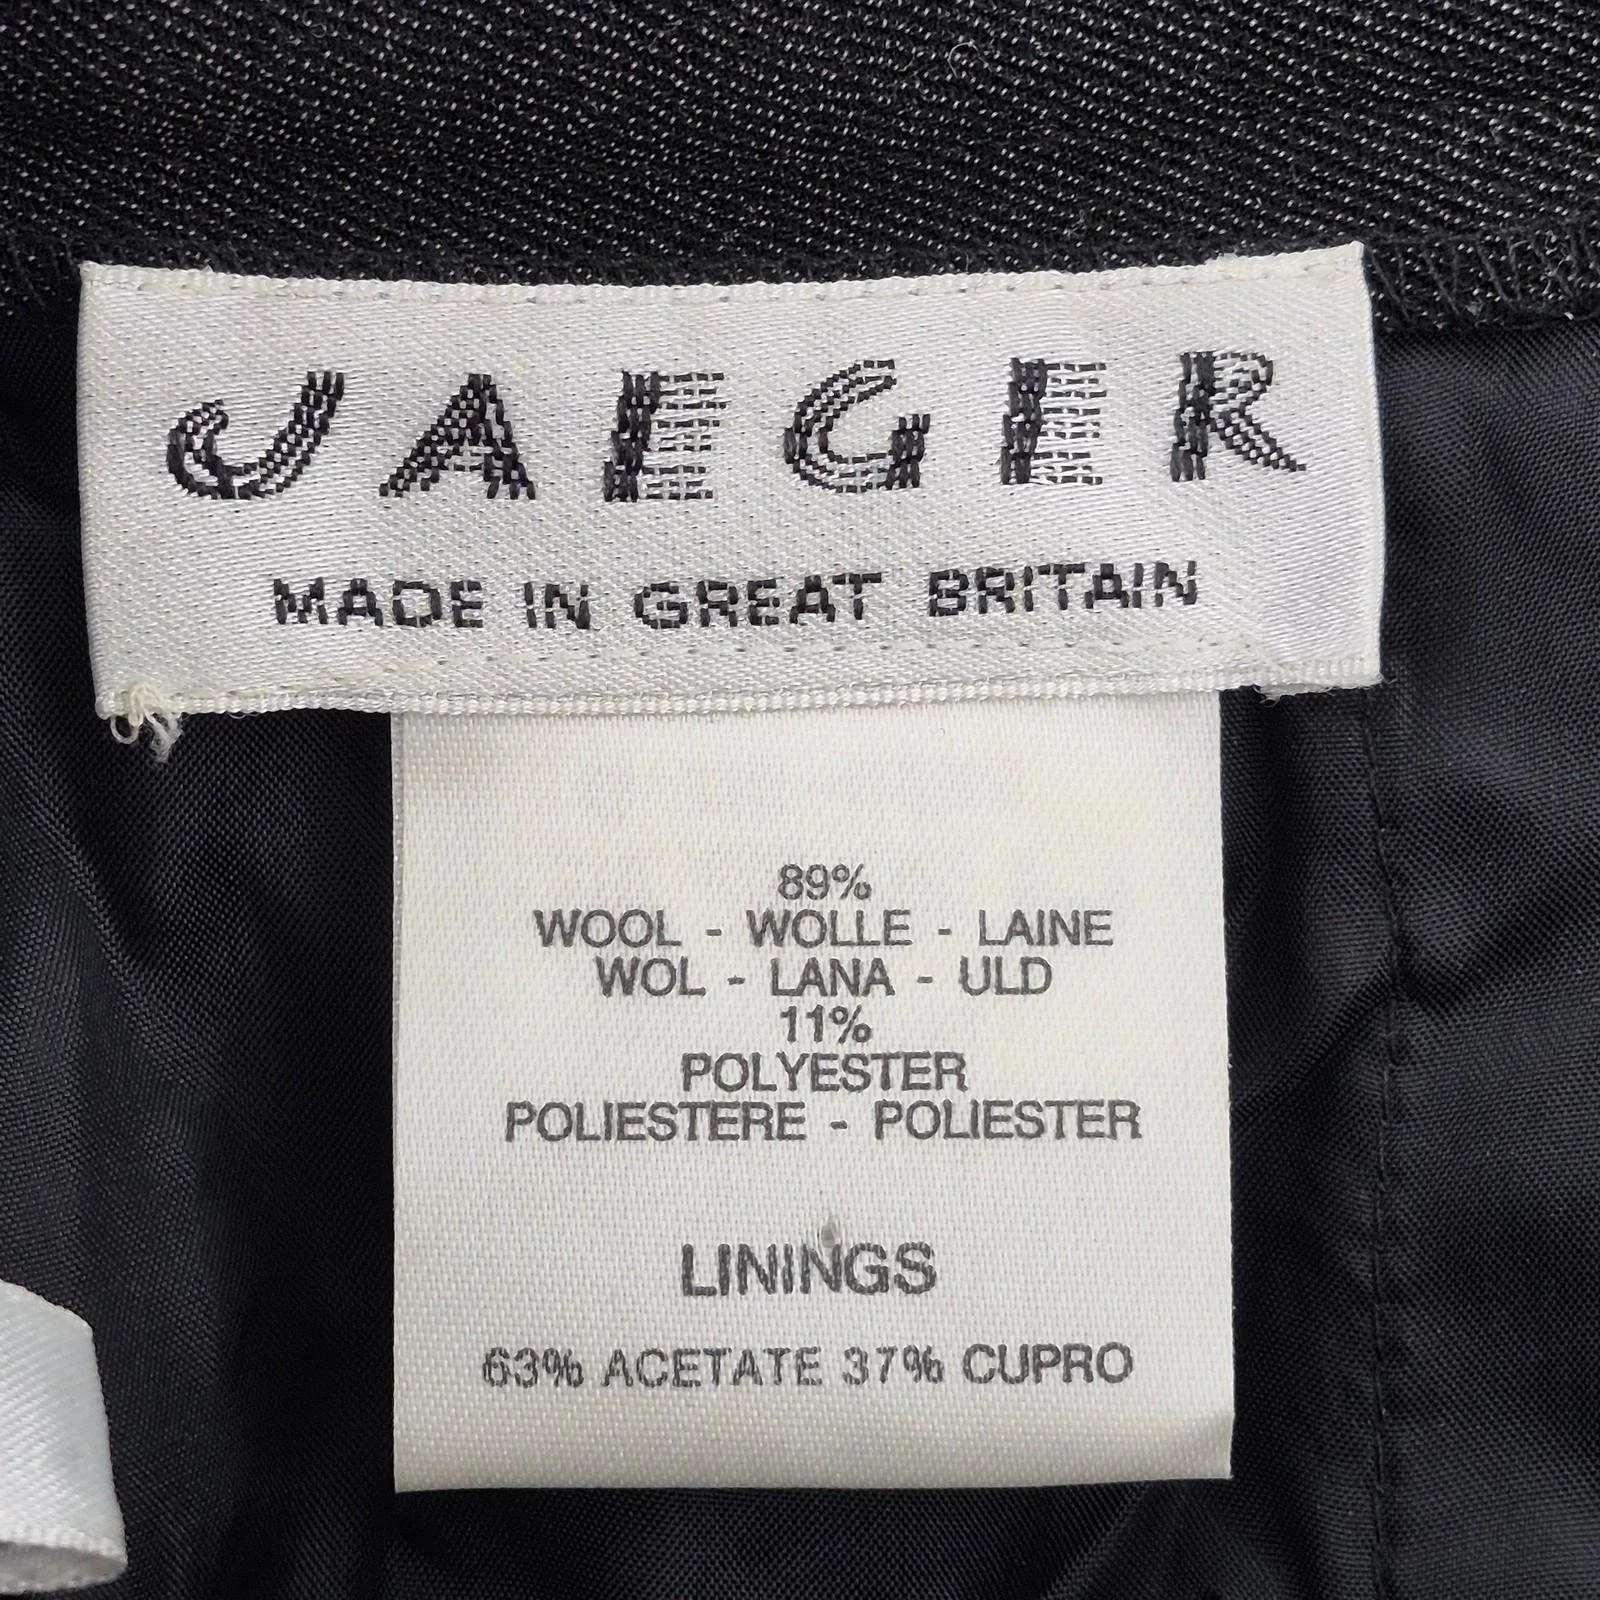 JAEGER
MADE IN GREAT BRITAIN
89%
WOOL - WOLLE - LAINE
WOL - LANA - ULD
11%
POLYESTER
POLIESTERE - POLIESTER
LININGS
63% ACETATE 37% CUPRO